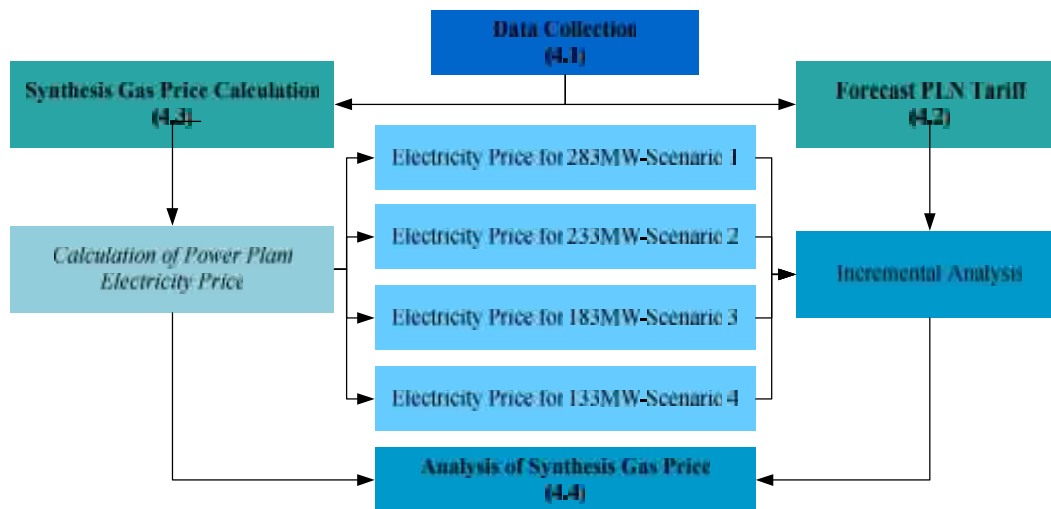 Data Collection
(4.1)
Synthesis Gas Price Calculation
(4.3)
Forecast PLN Tariff
(4.2)
Electricity Price for 283MW-Scenario 1
Electricity Price for 233MW-Scenario 2
Calculation of Power Plant
Electricity Price
Incremental Analysis
Electricity Price for 183MW-Scenario 3
Electricity Price for 133MW-Scenario 4
Analysis of Synthesis Gas Price
(4.4)